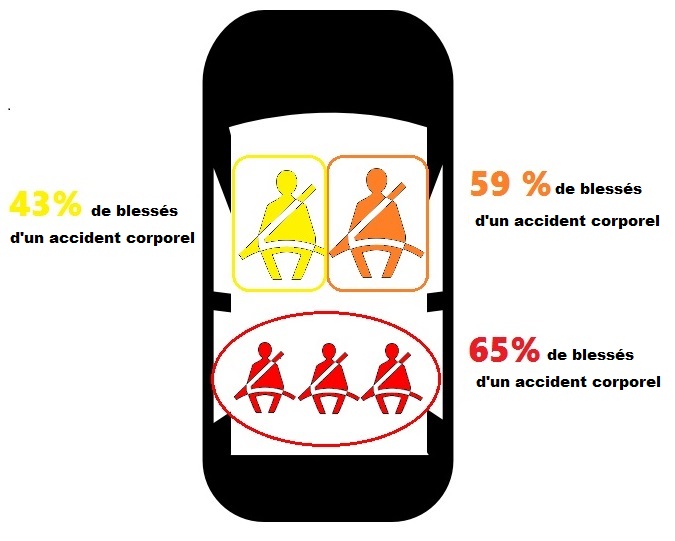 43% de blessés
d'un accident corporel
59 % de blessés
d'un accident corporel
65% de blessés
d'un accident corporel